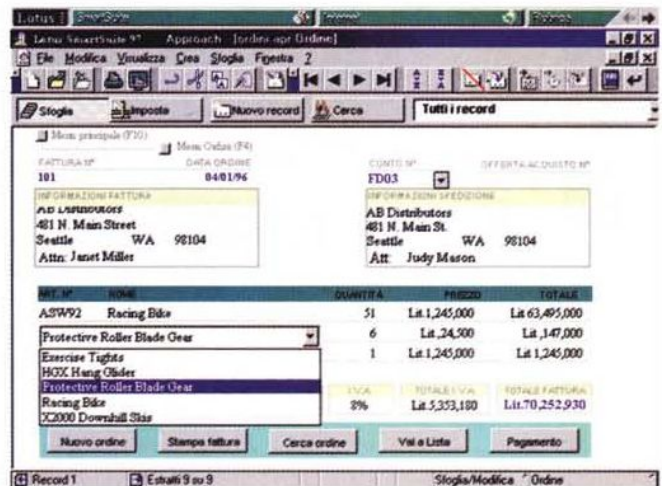 Lotus SmartSuite Internet
Lotus SmartSuite 97 Approach [ordini.apr:Ordine]
File Modifica Visualizza Crea Sfoglia Finestra ?
Sfoglia Imposta Nuovo record Cerca Tutti i record
Menu principale (F10)
Menu Ordini (F4)
FATTURA N° DATA ORDINE CONTO N° OFFERTA ACQUISTO N°
101 04/01/96 FD03
INFORMAZIONI FATTURA INFORMAZIONI SPEDIZIONE
AB Distributors AB Distributors
481 N. Main Street 481 N. Main St.
Seattle WA 98104 Seattle WA 98104
Attn: Janet Miller Att: Judy Mason
ART. N° NOME QUANTITÀ PREZZO TOTALE
ASW92 Racing Bike 51 Lit.1,245,000 Lit.63,495,000
Protective Roller Blade Gear 6 Lit.,24,500 Lit.,147,000
Exercise Tights 1 Lit.1,245,000 Lit.1,245,000
HGX Hang Glider
Protective Roller Blade Gear
Racing Bike I.V.A. TOTALE I.V.A. TOTALE FATTURA
X2000 Downhill Skis 8% Lit.5,353,180 Lit.70,252,930
Nuovo ordine Stampa fattura Cerca ordine Vai a Lista Pagamento
Record 1 Estratti 9 su 9 Sfoglia/Modifica Ordine